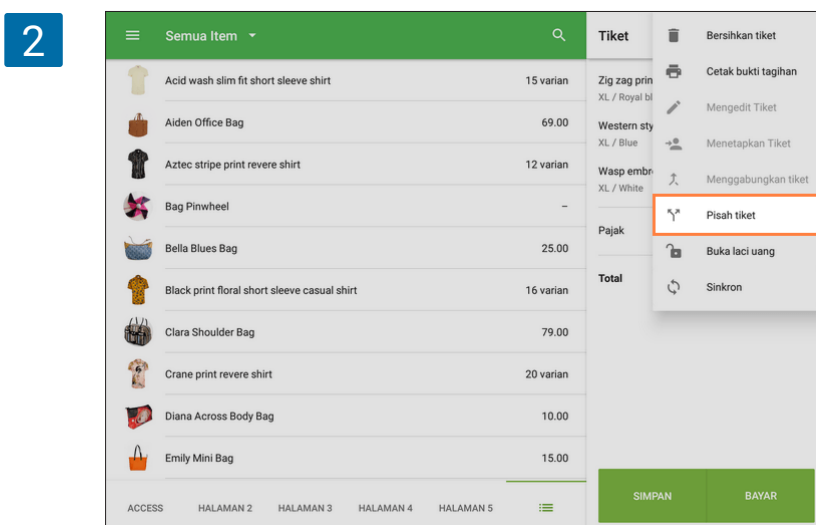 2
Semua Item
Acid wash slim fit short sleeve shirt 15 varian
Aiden Office Bag 69.00
Aztec stripe print revere shirt 12 varian
Bag Pinwheel –
Bella Blues Bag 25.00
Black print floral short sleeve casual shirt 16 varian
Clara Shoulder Bag 79.00
Crane print revere shirt 20 varian
Diana Across Body Bag 10.00
Emily Mini Bag 15.00
ACCESS HALAMAN 2 HALAMAN 3 HALAMAN 4 HALAMAN 5
Tiket
Zig zag prin
XL / Royal bl
Western sty
XL / Blue
Wasp embr
XL / White
Pajak
Total
Bersihkan tiket
Cetak bukti tagihan
Mengedit Tiket
Menetapkan Tiket
Menggabungkan tiket
Pisah tiket
Buka laci uang
Sinkron
SIMPAN BAYAR